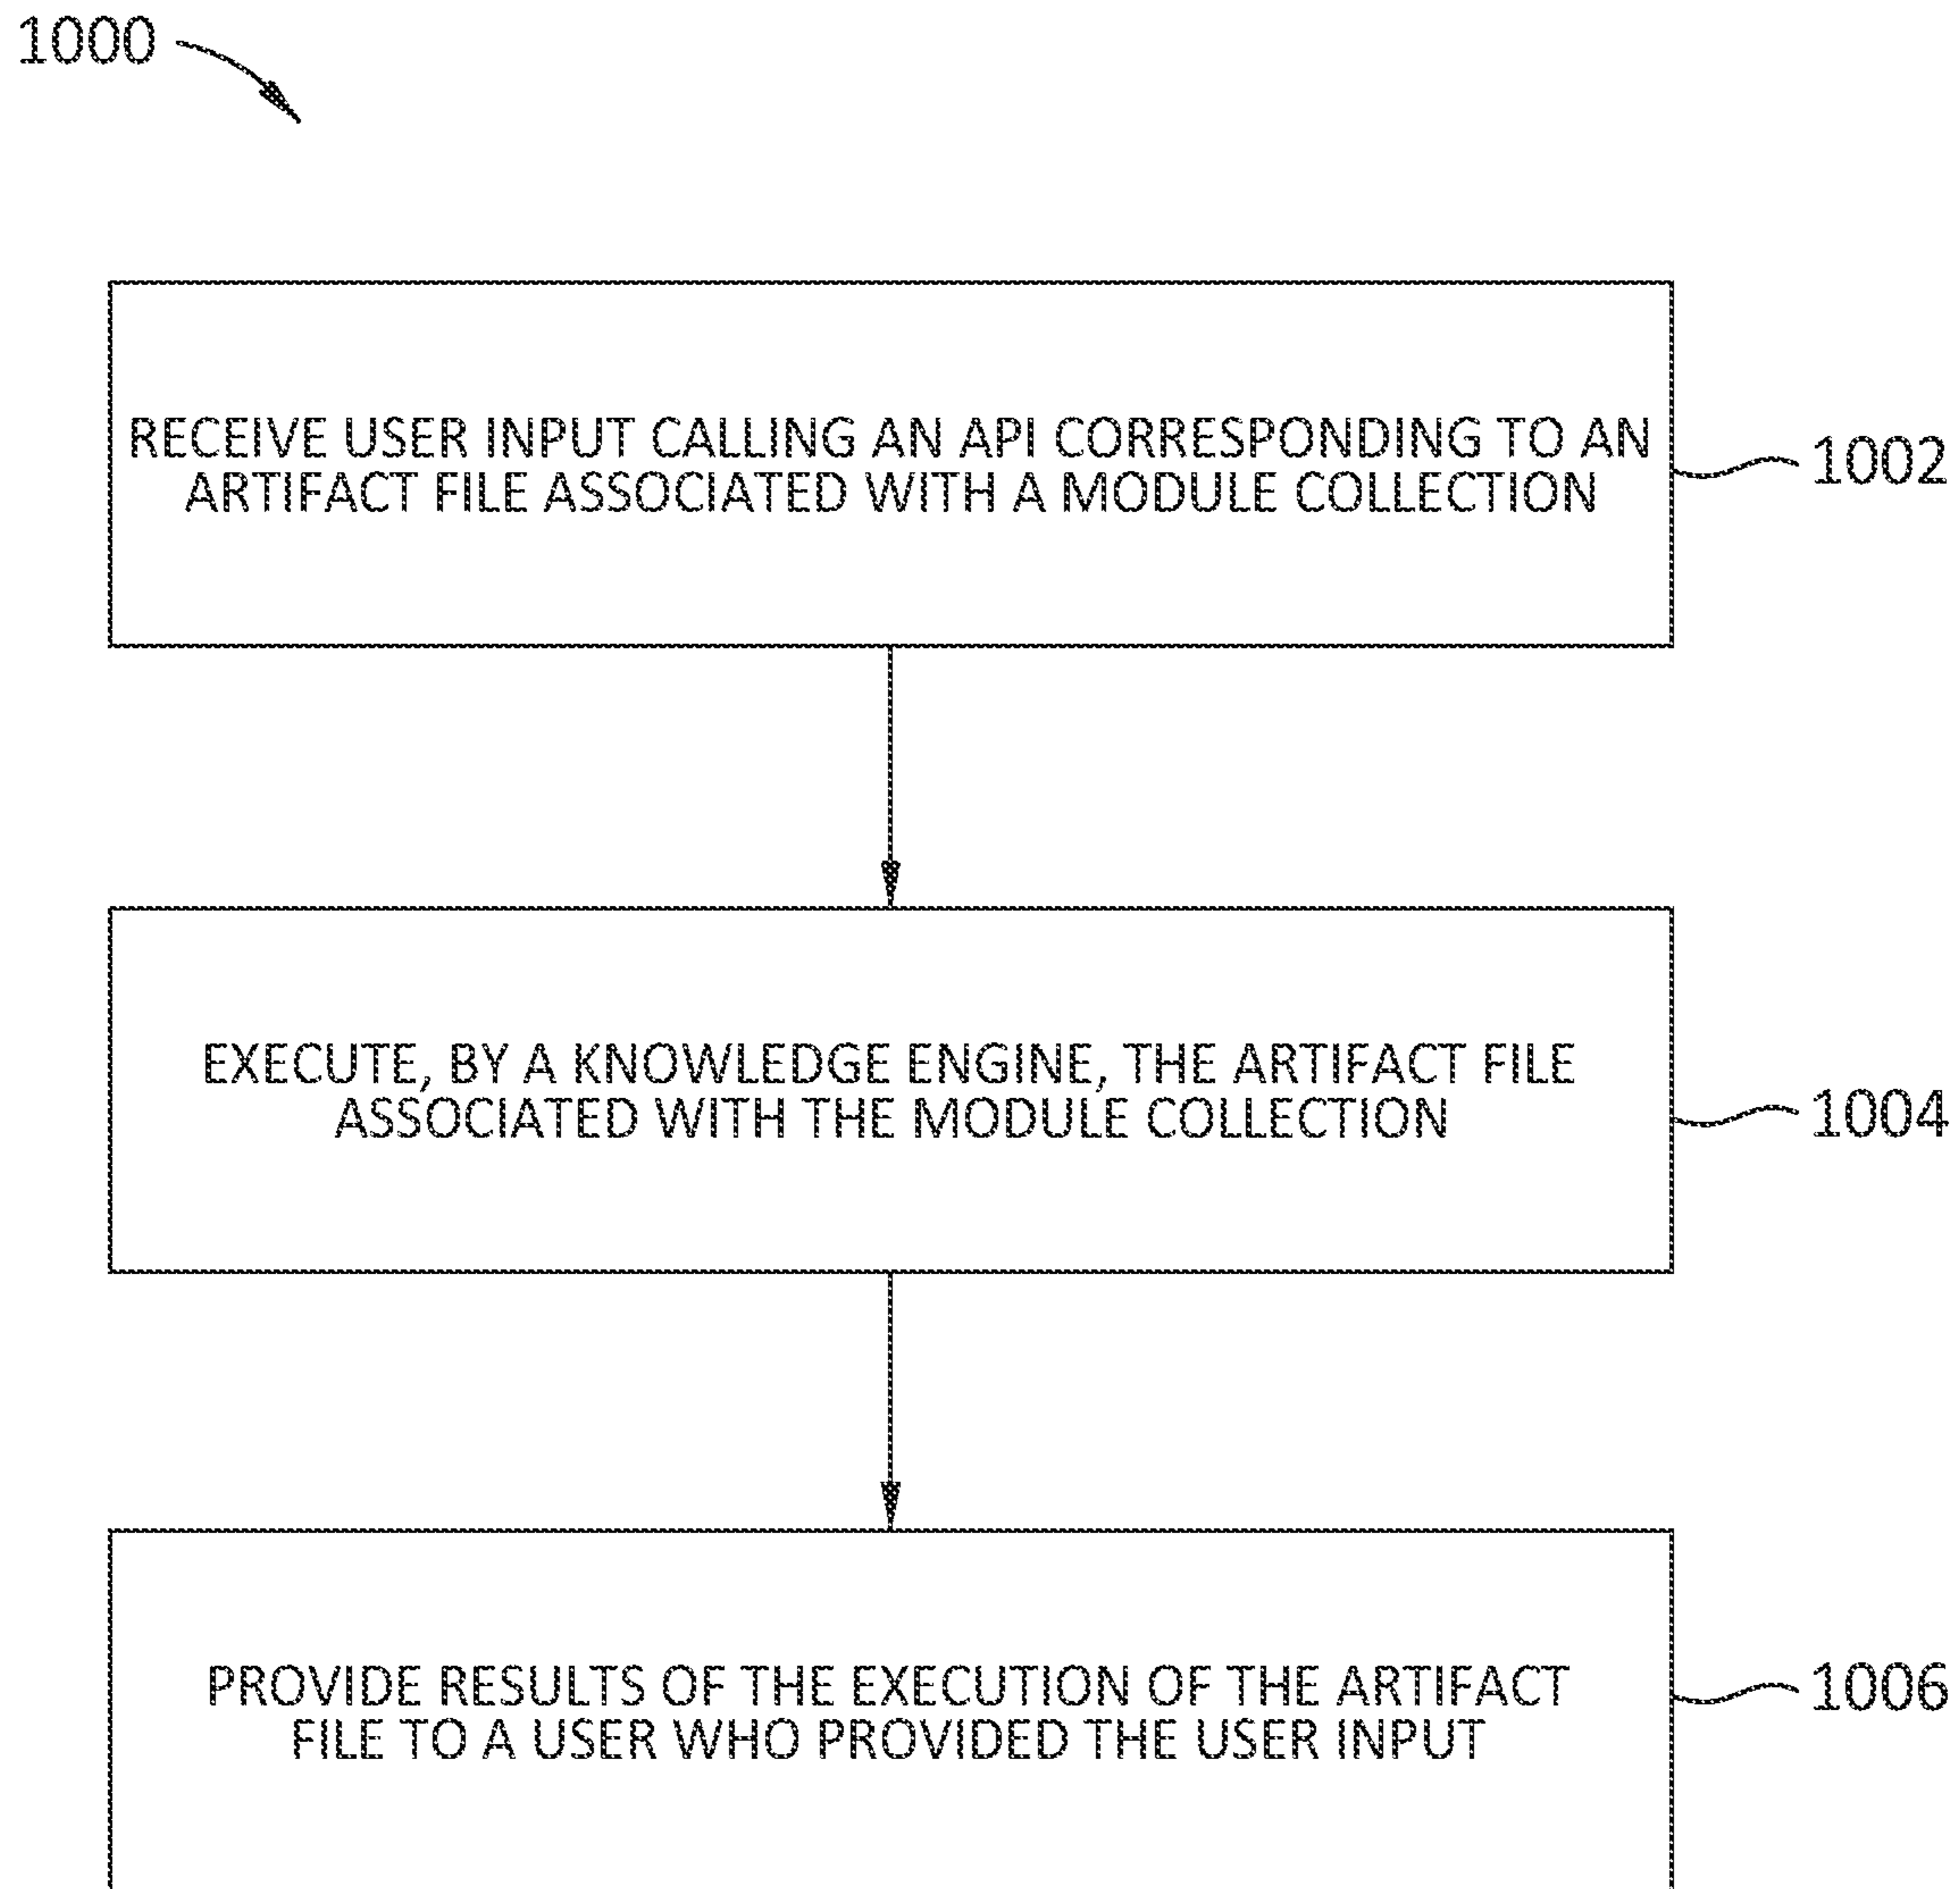 1000
RECEIVE USER INPUT CALLING AN API CORRESPONDING TO AN
ARTIFACT FILE ASSOCIATED WITH A MODULE COLLECTION
1002
EXECUTE, BY A KNOWLEDGE ENGINE, THE ARTIFACT FILE
ASSOCIATED WITH THE MODULE COLLECTION
1004
PROVIDE RESULTS OF THE EXECUTION OF THE ARTIFACT
FILE TO A USER WHO PROVIDED THE USER INPUT
1006